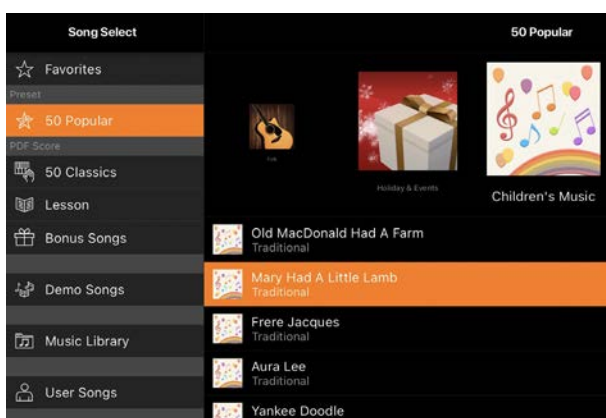 Song Select
50 Popular
Favorites
Preset
50 Popular
PDF Score
50 Classics
Lesson
Bonus Songs
Demo Songs
Music Library
User Songs
Folk
Holiday & Events
Children's Music
Old MacDonald Had A Farm
Traditional
Mary Had A Little Lamb
Traditional
Frere Jacques
Traditional
Aura Lee
Traditional
Yankee Doodle